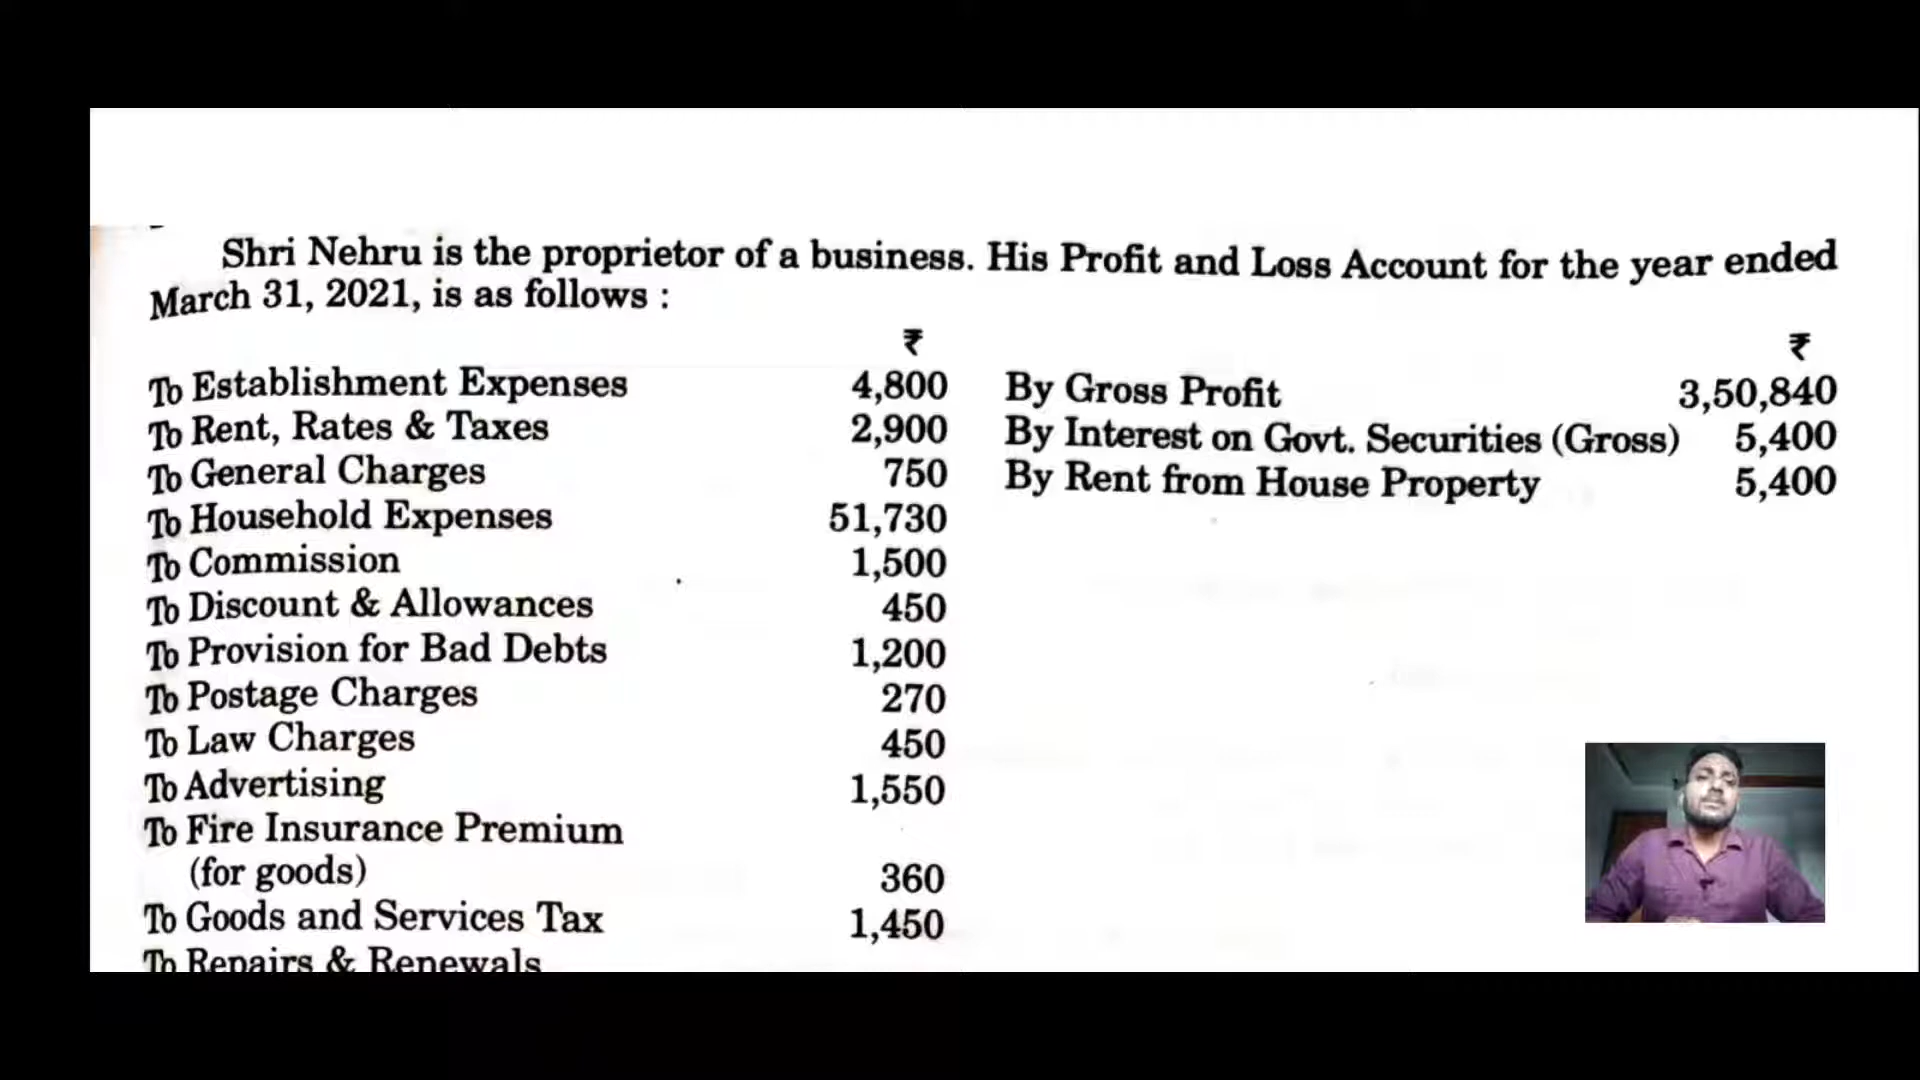 Shri Nehru is the proprietor of a business. His Profit and Loss Account for the year ended
March 31, 2021, is as follows :
₹ ₹
To Establishment Expenses 4,800 By Gross Profit 3,50,840
To Rent, Rates & Taxes 2,900 By Interest on Govt. Securities (Gross) 5,400
To General Charges 750 By Rent from House Property 5,400
To Household Expenses 51,730
To Commission 1,500
To Discount & Allowances 450
To Provision for Bad Debts 1,200
To Postage Charges 270
To Law Charges 450
To Advertising 1,550
To Fire Insurance Premium
(for goods) 360
To Goods and Services Tax 1,450
To Repairs & Renewals